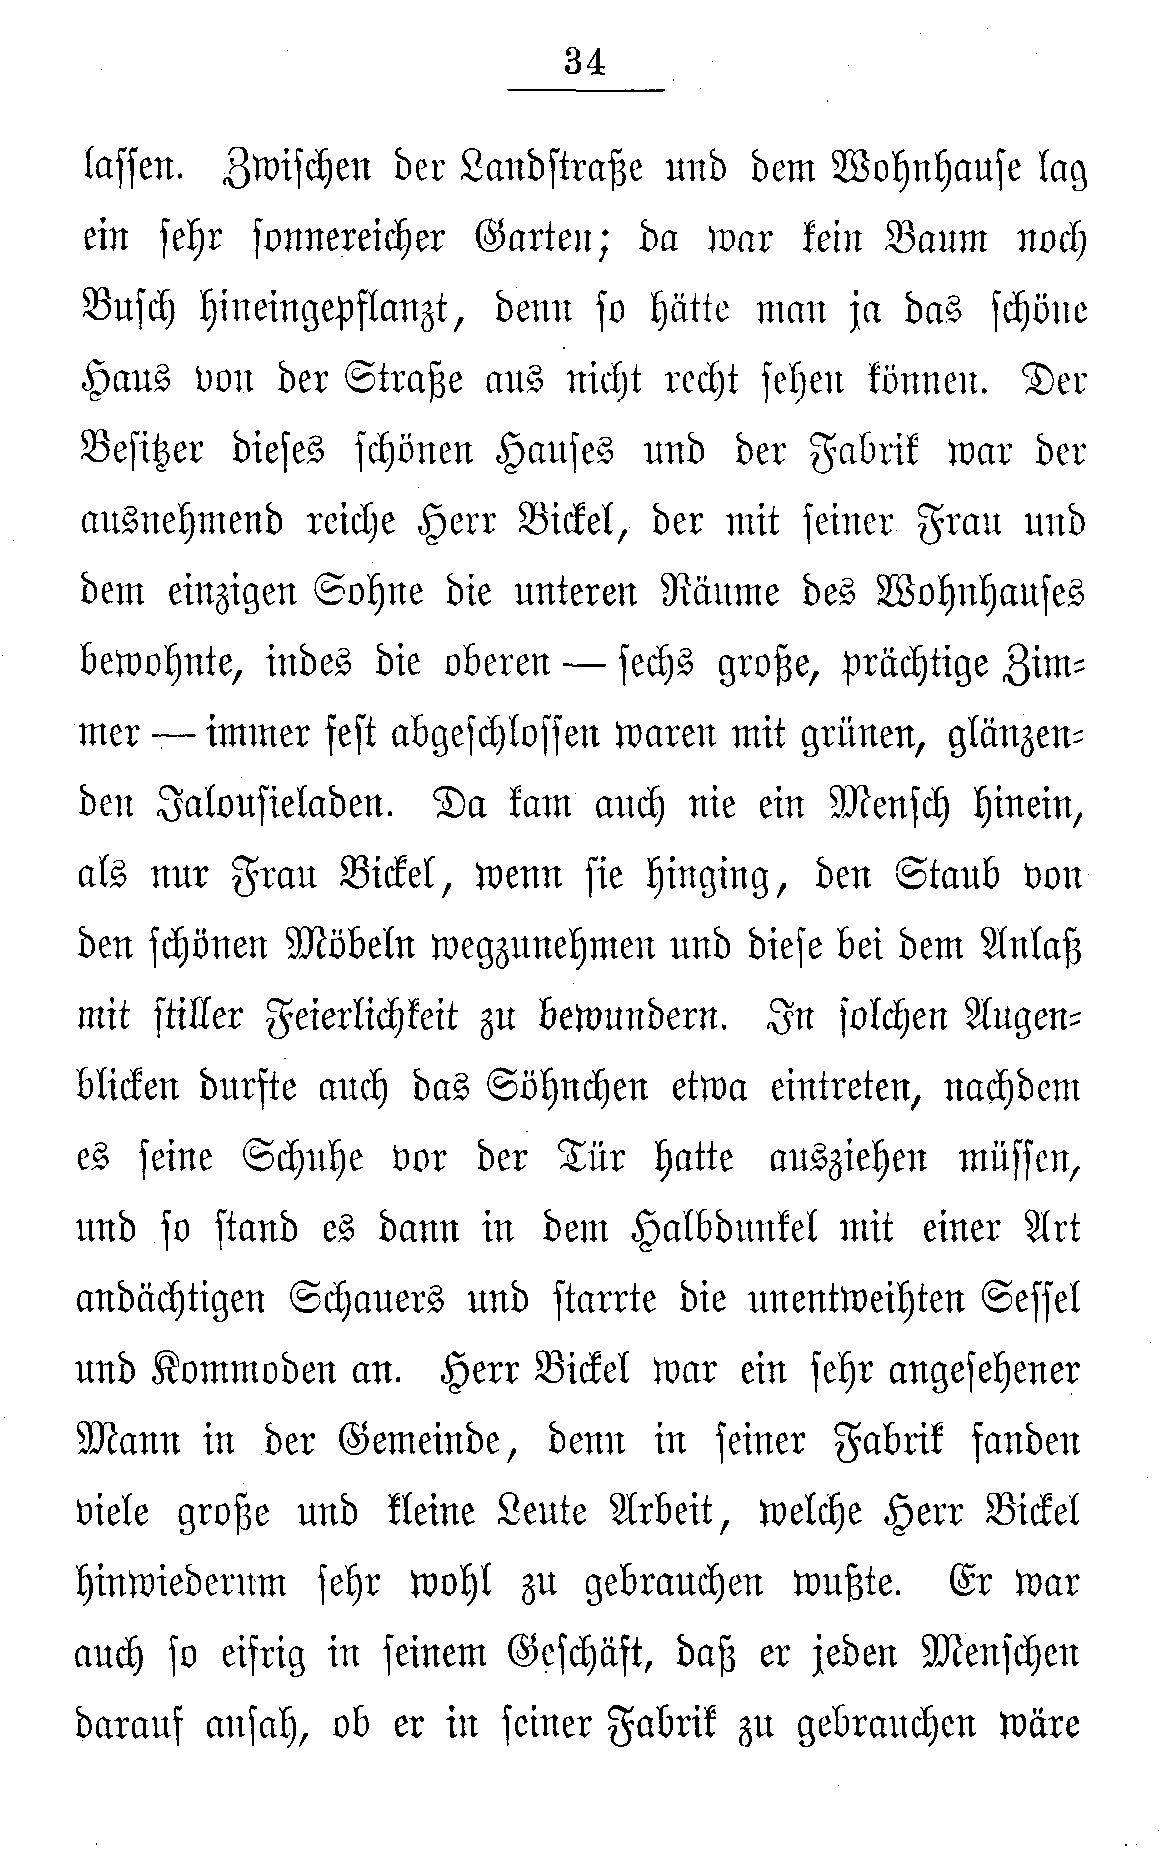 34
lassen. Zwischen der Landstraße und dem Wohnhause lag
ein sehr sonnereicher Garten; da war kein Baum noch
Busch hineingepflanzt, denn so hätte man ja das schöne
Haus von der Straße aus nicht recht sehen können. Der
Besitzer dieses schönen Hauses und der Fabrik war der
ausnehmend reiche Herr Bickel, der mit seiner Frau und
dem einzigen Sohne die unteren Räume des Wohnhauses
bewohnte, indes die oberen — sechs große, prächtige Zim-
mer — immer fest abgeschlossen waren mit grünen, glänzen-
den Jalousieladen. Da kam auch nie ein Mensch hinein,
als nur Frau Bickel, wenn sie hinging, den Staub von
den schönen Möbeln wegzunehmen und diese bei dem Anlaß
mit stiller Feierlichkeit zu bewundern. In solchen Augen-
blicken durfte auch das Söhnchen etwa eintreten, nachdem
es seine Schuhe vor der Tür hatte ausziehen müssen,
und so stand es dann in dem Halbdunkel mit einer Art
andächtigen Schauers und starrte die unentweihten Sessel
und Kommoden an. Herr Bickel war ein sehr angesehener
Mann in der Gemeinde, denn in seiner Fabrik fanden
viele große und kleine Leute Arbeit, welche Herr Bickel
hinwiederum sehr wohl zu gebrauchen wußte. Er war
auch so eifrig in seinem Geschäft, daß er jeden Menschen
darauf ansah, ob er in seiner Fabrik zu gebrauchen wäre